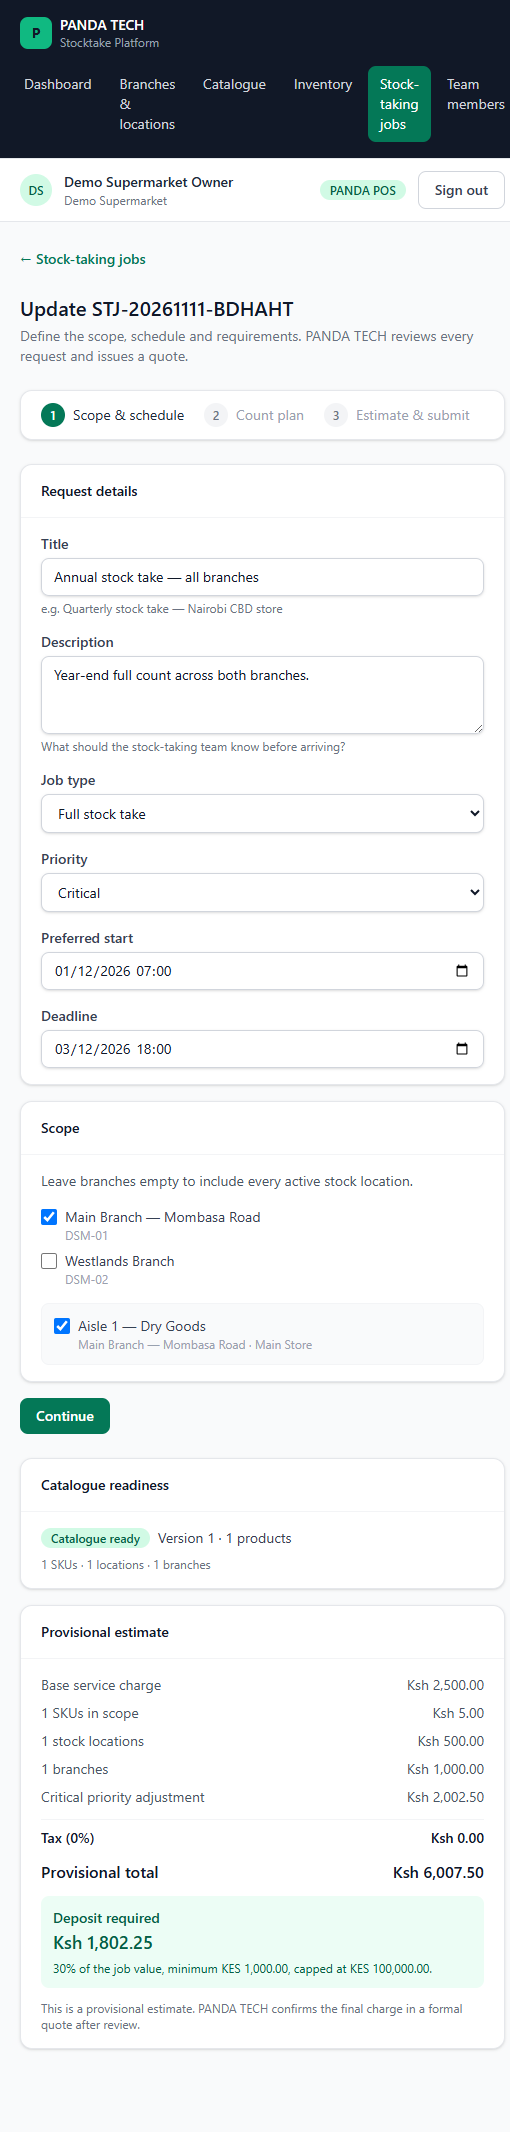 P
PANDA TECH
Stocktake Platform
Dashboard
Branches
&
locations
Catalogue
Inventory
Stock-
taking
jobs
Team
members
DS
Demo Supermarket Owner
Demo Supermarket
PANDA POS
Sign out
← Stock-taking jobs
Update STJ-20261111-BDHAHT
Define the scope, schedule and requirements. PANDA TECH reviews every
request and issues a quote.
1 Scope & schedule
2 Count plan
3 Estimate & submit
Request details
Title
Annual stock take — all branches
e.g. Quarterly stock take — Nairobi CBD store
Description
Year-end full count across both branches.
What should the stock-taking team know before arriving?
Job type
Full stock take
Priority
Critical
Preferred start
01/12/2026 07:00
Deadline
03/12/2026 18:00
Scope
Leave branches empty to include every active stock location.
Main Branch — Mombasa Road
DSM-01
Westlands Branch
DSM-02
Aisle 1 — Dry Goods
Main Branch — Mombasa Road · Main Store
Continue
Catalogue readiness
Catalogue ready Version 1 · 1 products
1 SKUs · 1 locations · 1 branches
Provisional estimate
Base service charge Ksh 2,500.00
1 SKUs in scope Ksh 5.00
1 stock locations Ksh 500.00
1 branches Ksh 1,000.00
Critical priority adjustment Ksh 2,002.50
Tax (0%) Ksh 0.00
Provisional total Ksh 6,007.50
Deposit required
Ksh 1,802.25
30% of the job value, minimum KES 1,000.00, capped at KES 100,000.00.
This is a provisional estimate. PANDA TECH confirms the final charge in a formal
quote after review.